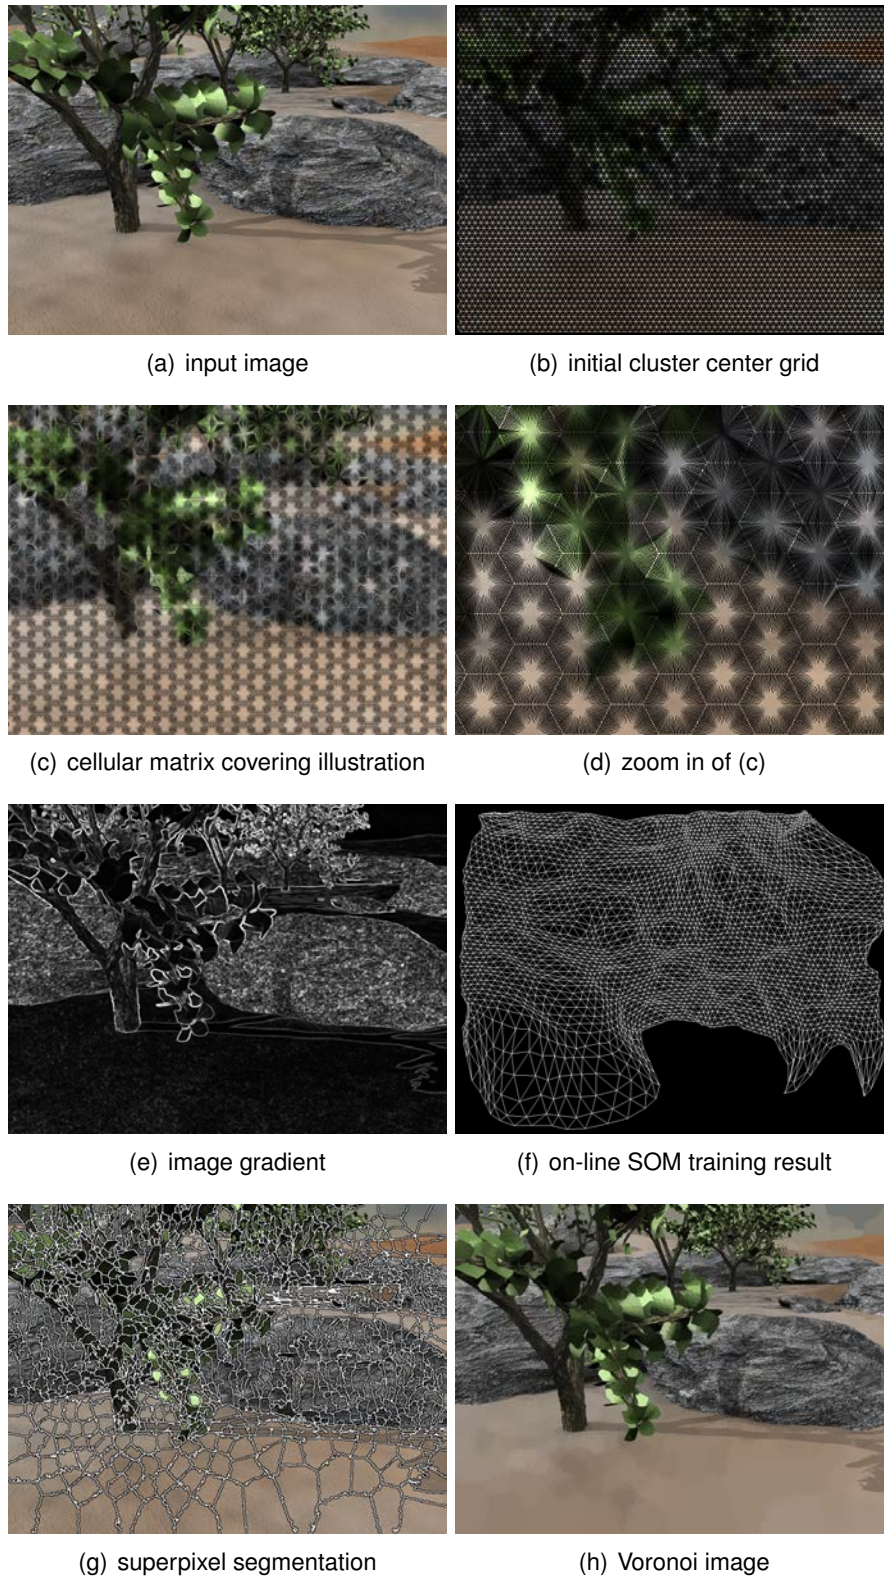 (a) input image
(b) initial cluster center grid
(c) cellular matrix covering illustration
(d) zoom in of (c)
(e) image gradient
(f) on-line SOM training result
(g) superpixel segmentation
(h) Voronoi image